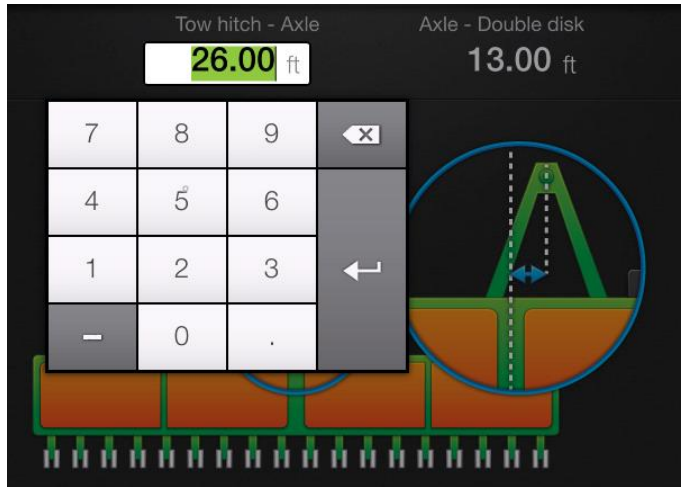 Tow hitch - Axle
Axle - Double disk
26.00 ft
13.00 ft
7 8 9
4 5 6
1 2 3
- 0 .